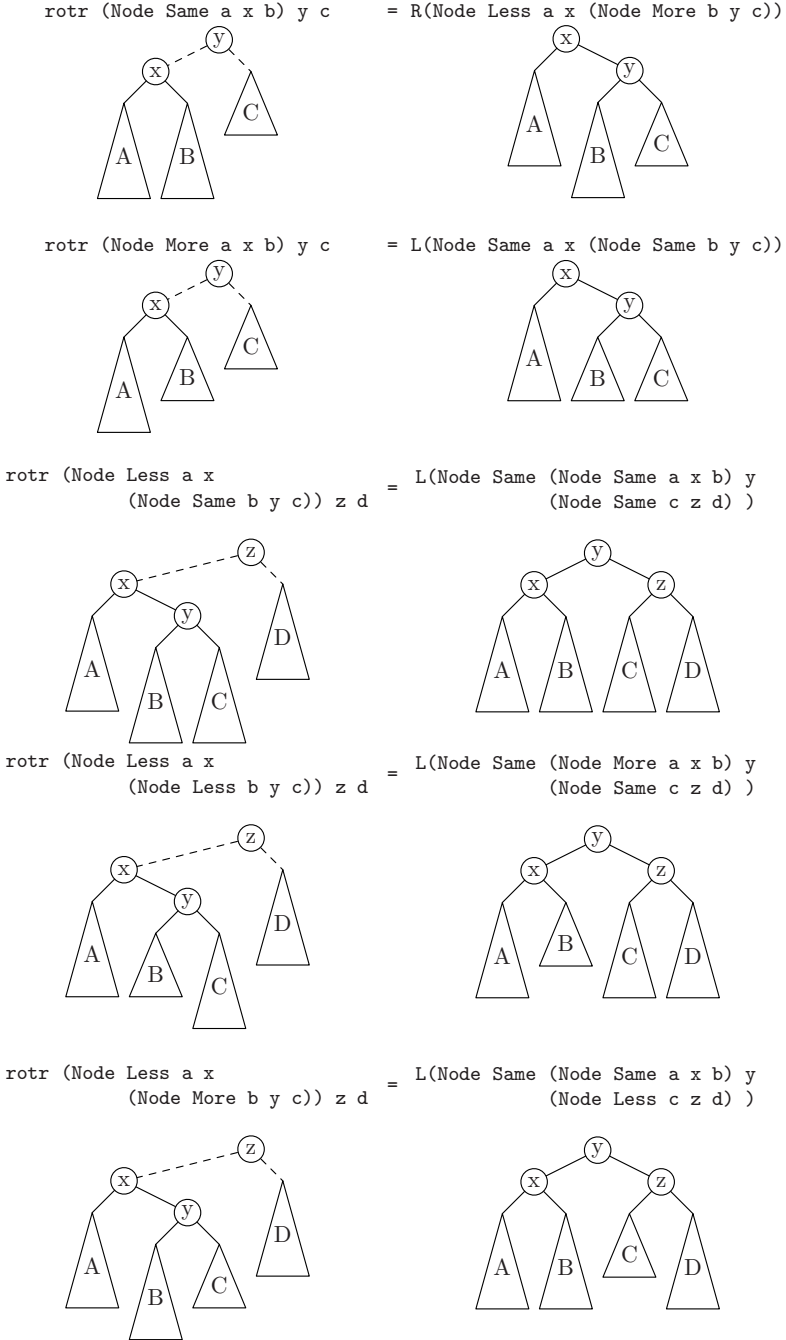 rotr (Node Same a x b) y c = R(Node Less a x (Node More b y c))
y
x
C
A B
x
y
A
B
C
rotr (Node More a x b) y c = L(Node Same a x (Node Same b y c))
y
x
C
B
A
x
y
A
B
C
rotr (Node Less a x
(Node Same b y c)) z d
=
L(Node Same (Node Same a x b) y
(Node Same c z d) )
z
x
y
D
A
B C
y
x z
A B C D
rotr (Node Less a x
(Node Less b y c)) z d
=
L(Node Same (Node More a x b) y
(Node Same c z d) )
z
x
y
D
A
B
C
y
x z
B
A C D
rotr (Node Less a x
(Node More b y c)) z d
=
L(Node Same (Node Same a x b) y
(Node Less c z d) )
z
x
y
D
A
C
B
y
x z
C
A B D